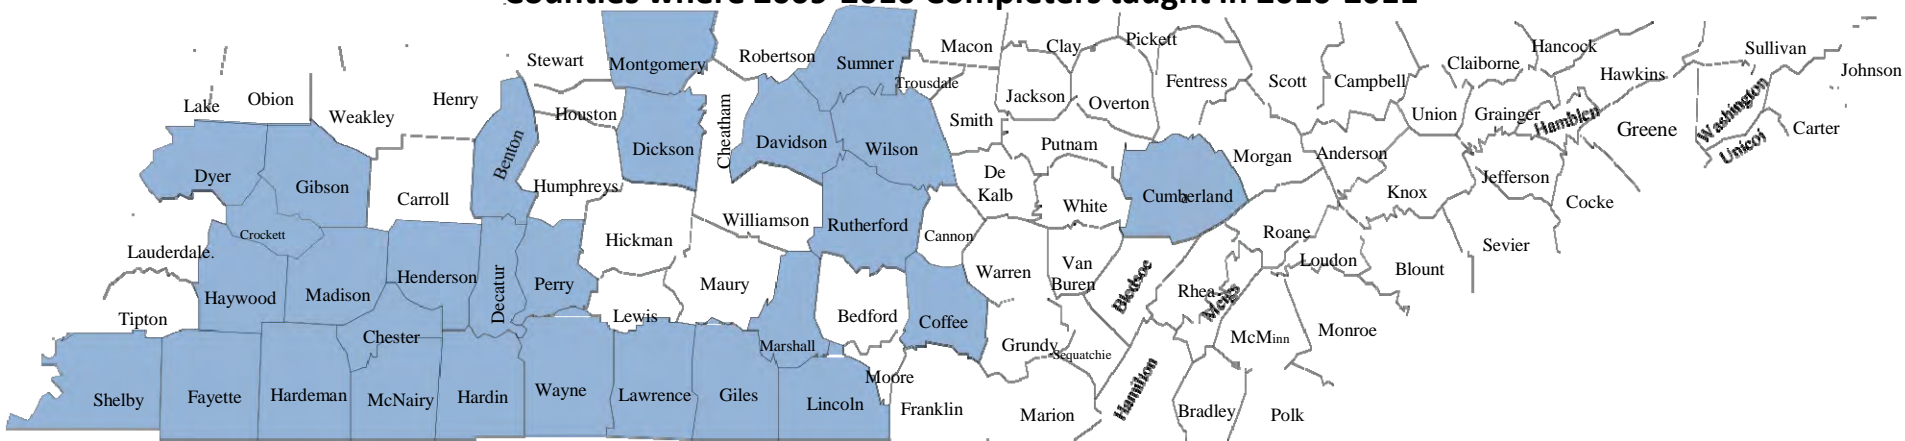 Counties where 2009-2010 Completers taught in 2010-2011
Stewart
Montgomery
Robertson
Sumner
Macon
Trousdale
Clay
Pickett
Fentress
Scott
Campbell
Claiborne
Hancock
Hawkins
Sullivan
Johnson
Lake
Obion
Weakley
Henry
Houston
Benton
Dickson
Cheatham
Davidson
Wilson
Smith
Jackson
Overton
Putnam
Morgan
Anderson
Union
Grainger
Hamblen
Greene
Washington
Unicoi
Carter
Dyer
Gibson
Carroll
Humphreys
Williamson
Rutherford
Cannon
De
Kalb
White
Cumberland
Knox
Jefferson
Cocke
Sevier
Crockett
Lauderdale.
Haywood
Madison
Henderson
Decatur
Perry
Hickman
Maury
Lewis
Bedford
Coffee
Warren
Van
Buren
Bledsoe
Rhea
Meigs
Roane
Loudon
Blount
Tipton
Chester
Marshall
Moore
Grundy
Sequatchie
McMinn
Monroe
Shelby
Fayette
Hardeman
McNairy
Hardin
Wayne
Lawrence
Giles
Lincoln
Franklin
Marion
Hamilton
Bradley
Polk